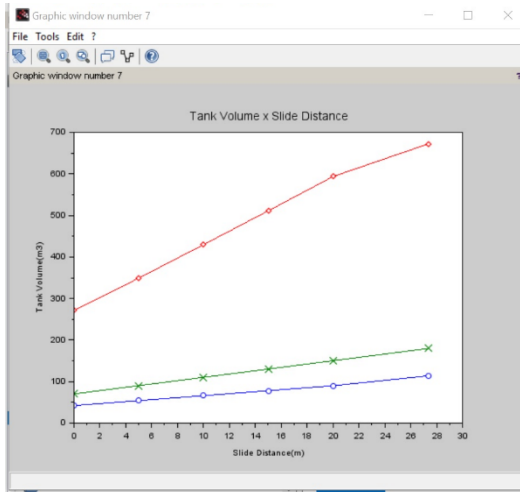 Graphic window number 7
File Tools Edit ?
Graphic window number 7
?
Tank Volume x Slide Distance
700
600
500
400
300
200
100
0
Tank Volume(m3)
0 2 4 6 8 10 12 14 16 18 20 22 24 26 28 30
Slide Distance(m)